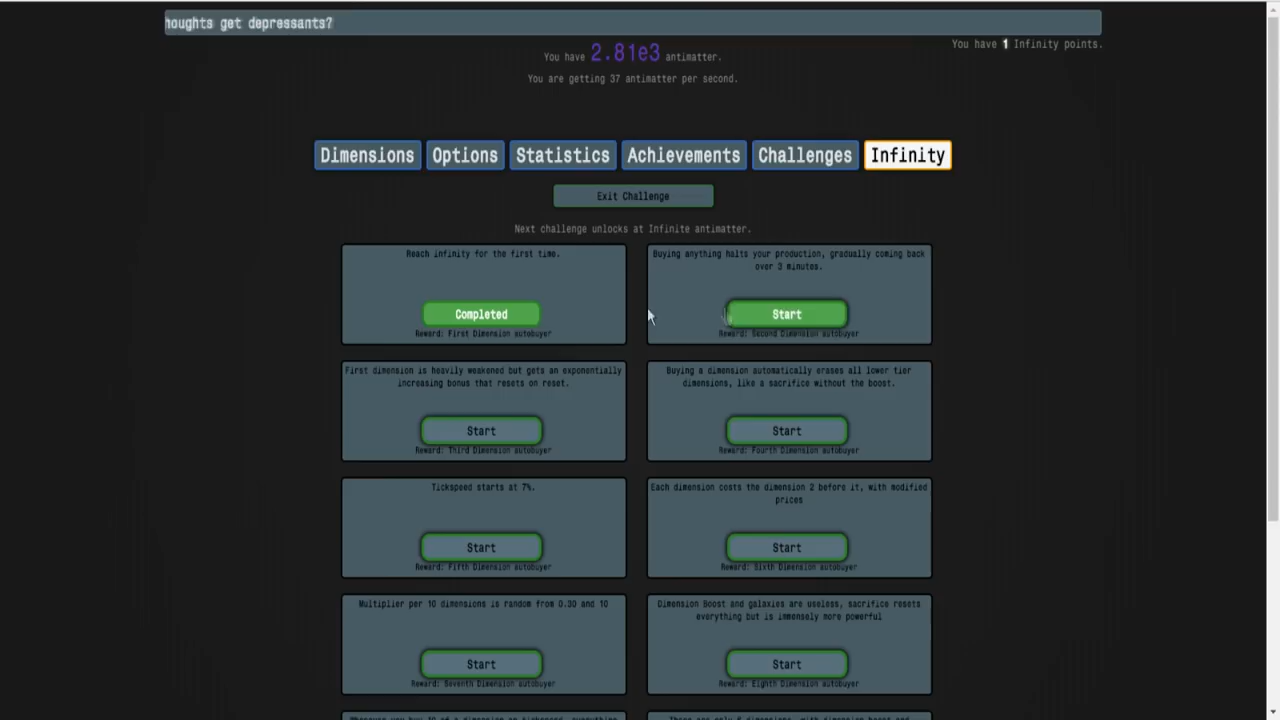 houghts get depressants?
You have 1 Infinity points.
You have 2.81e3 antimatter.
You are getting 37 antimatter per second.
Dimensions Options Statistics Achievements Challenges Infinity
Exit Challenge
Next challenge unlocks at Infinite antimatter.
Reach infinity for the first time.
Completed
Reward: First Dimension autobuyer
Buying anything halts your production, gradually coming back
over 3 minutes.
Start
Reward: Second Dimension autobuyer
First dimension is heavily weakened but gets an exponentially
increasing bonus that resets on reset.
Start
Reward: Third Dimension autobuyer
Buying a dimension automatically erases all lower tier
dimensions, like a sacrifice without the boost.
Start
Reward: Fourth Dimension autobuyer
Tickspeed starts at 7%.
Start
Reward: Fifth Dimension autobuyer
Each dimension costs the dimension 2 before it, with modified
prices
Start
Reward: Sixth Dimension autobuyer
Multiplier per 10 dimensions is random from 0.30 and 10
Start
Reward: Seventh Dimension autobuyer
Dimension Boost and galaxies are useless, sacrifice resets
everything but is immensely more powerful
Start
Reward: Eighth Dimension autobuyer